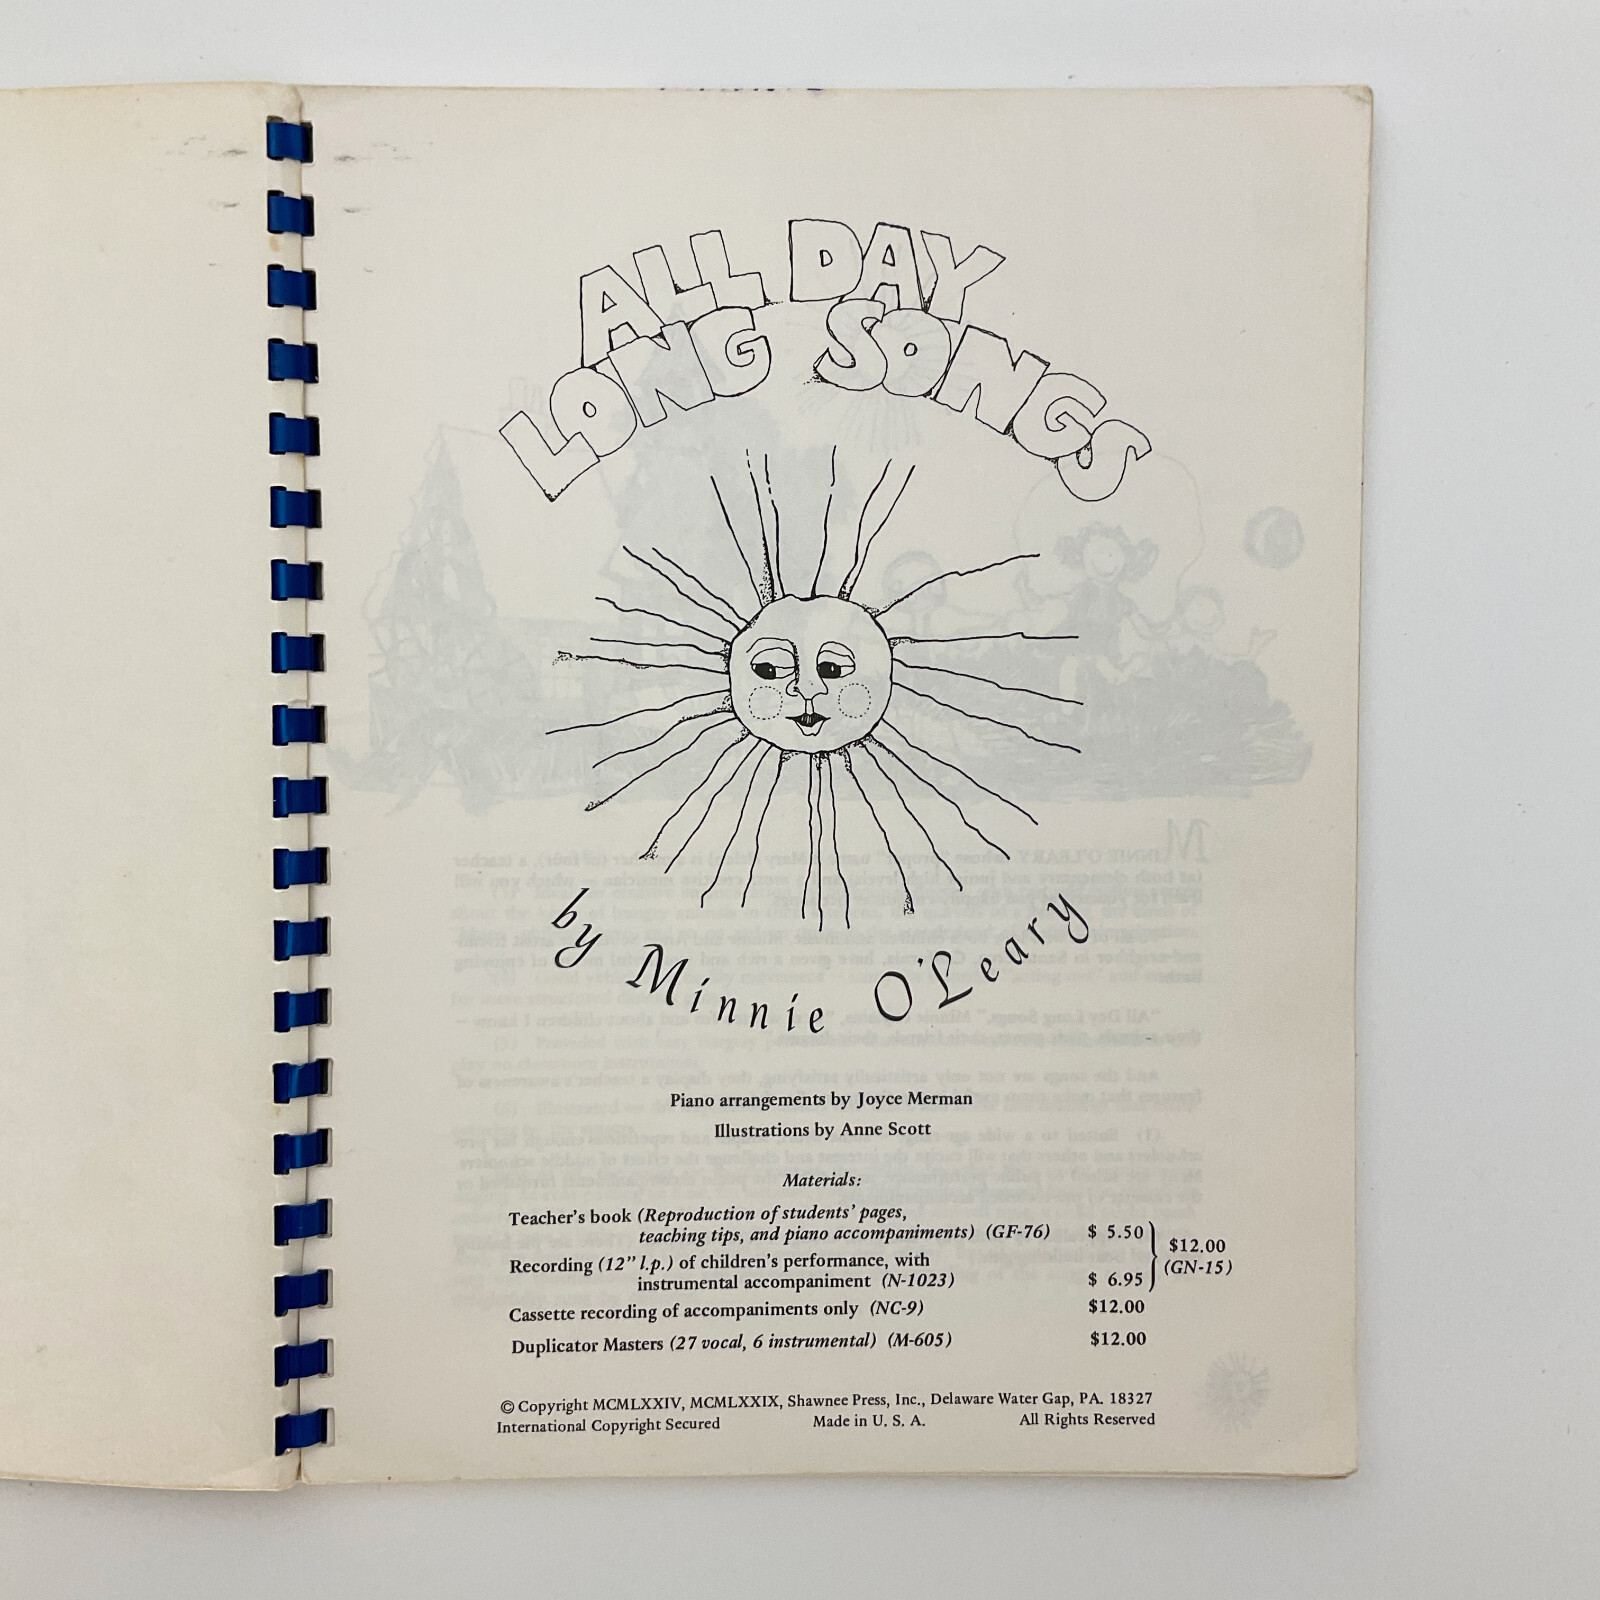 ALL DAY
LONG SONGS
by Minnie O'Leary
Piano arrangements by Joyce Merman
Illustrations by Anne Scott
Materials:
Teacher's book (Reproduction of students' pages,
teaching tips, and piano accompaniments) (GF-76) $ 5.50
Recording (12" l.p.) of children's performance, with
instrumental accompaniment (N-1023) $ 6.95
$12.00
(GN-15)
Cassette recording of accompaniments only (NC-9) $12.00
Duplicator Masters (27 vocal, 6 instrumental) (M-605) $12.00
© Copyright MCMLXXIV, MCMLXXIX, Shawnee Press, Inc., Delaware Water Gap, PA. 18327
International Copyright Secured Made in U. S. A. All Rights Reserved